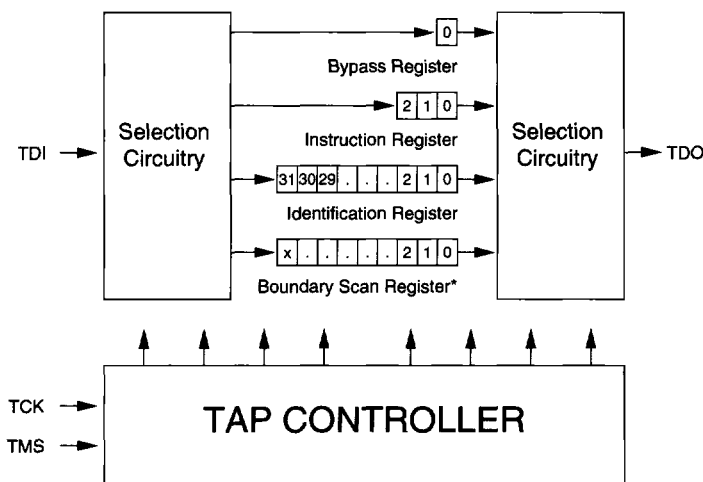 0
Bypass Register
2 1 0
Instruction Register
Selection
Circuitry
Selection
Circuitry
TDI
TDO
31 30 29 . . . 2 1 0
Identification Register
x . . . . . 2 1 0
Boundary Scan Register*
TCK
TMS
TAP CONTROLLER